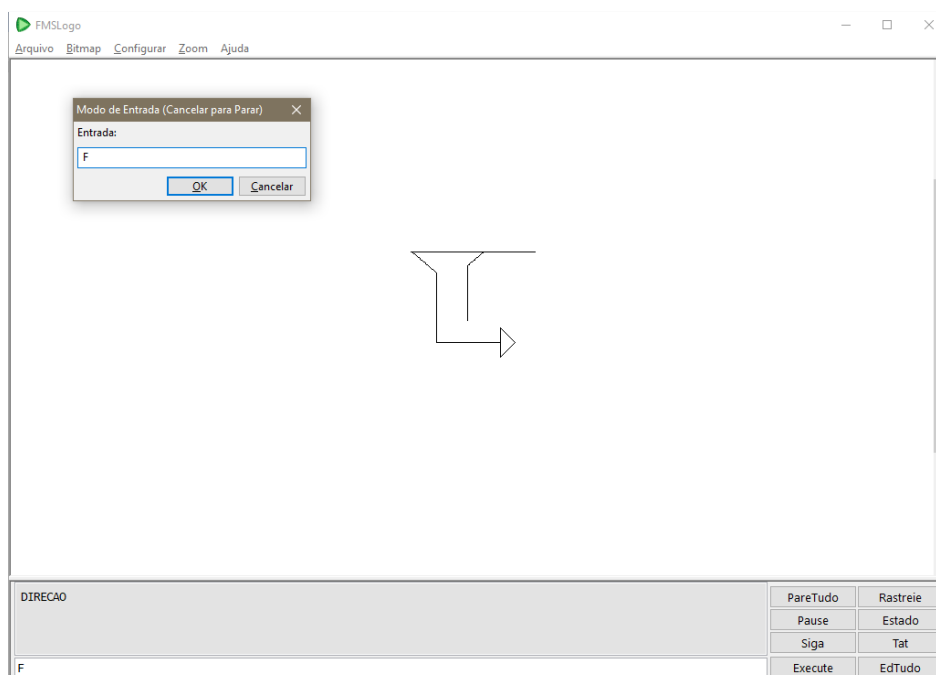 FMSLogo
Arquivo Bitmap Configurar Zoom Ajuda
Modo de Entrada (Cancelar para Parar)
Entrada:
F
OK Cancelar
DIRECAO
PareTudo Rastreie
Pause Estado
Siga Tat
F
Execute EdTudo